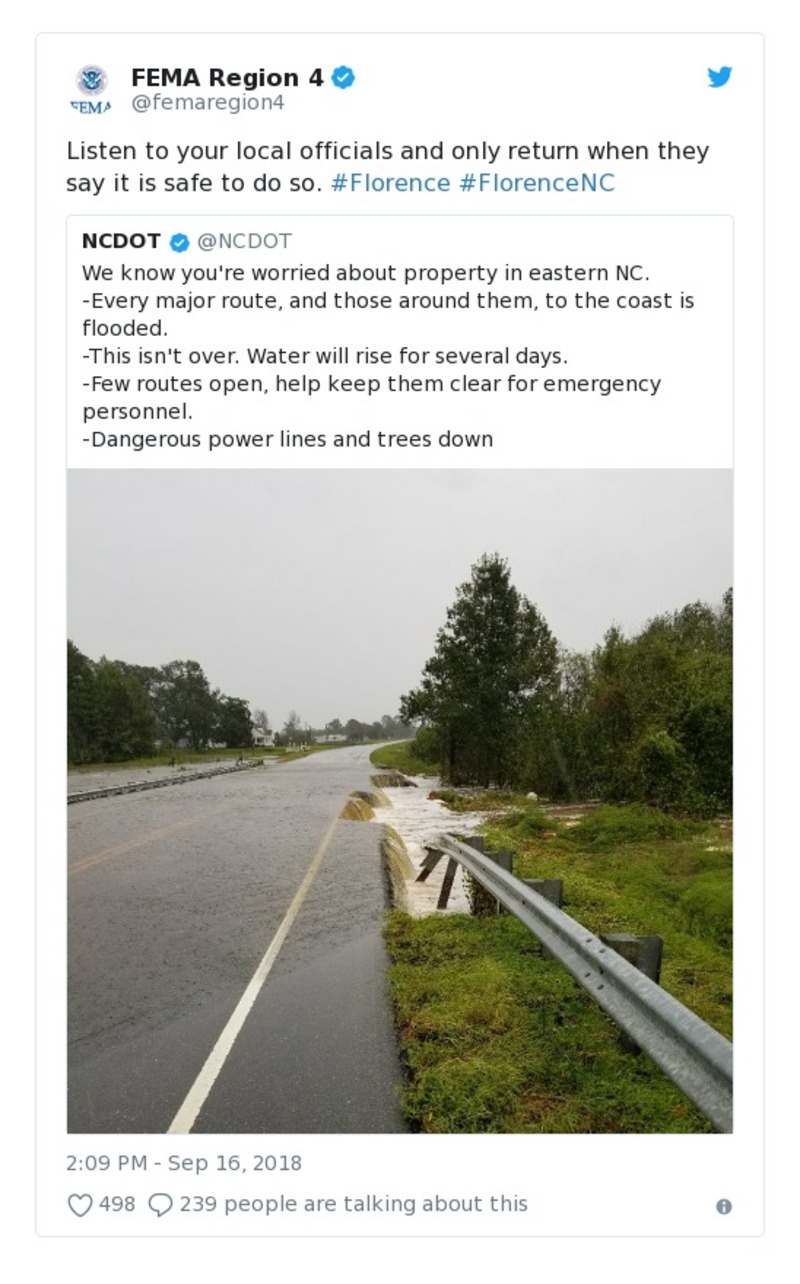 FEMA Region 4
FEMA
@femaregion4
Listen to your local officials and only return when they
say it is safe to do so. #Florence #FlorenceNC
NCDOT @NCDOT
We know you're worried about property in eastern NC.
-Every major route, and those around them, to the coast is
flooded.
-This isn't over. Water will rise for several days.
-Few routes open, help keep them clear for emergency
personnel.
-Dangerous power lines and trees down
2:09 PM - Sep 16, 2018
498 239 people are talking about this